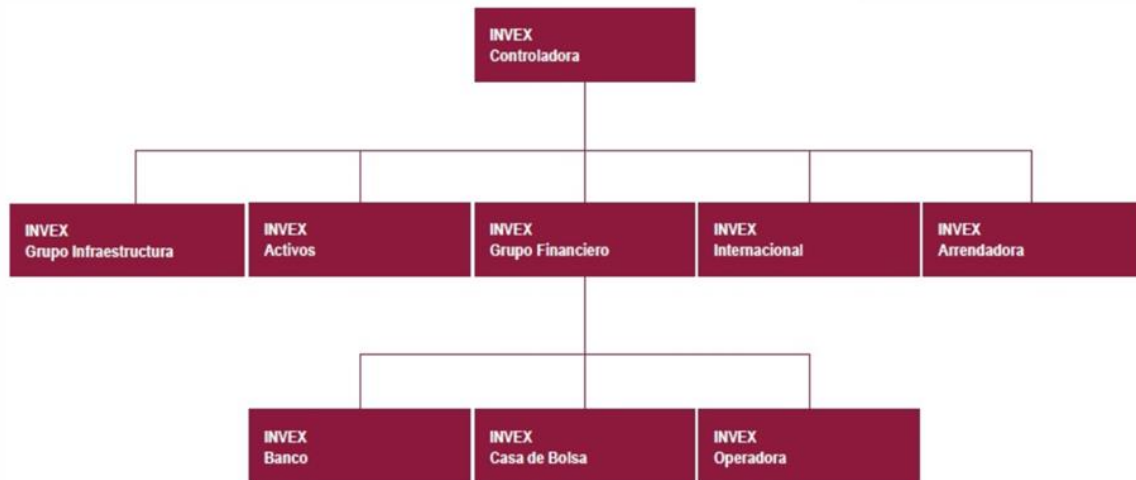 INVEX
Controladora
INVEX
Grupo Infraestructura
INVEX
Activos
INVEX
Grupo Financiero
INVEX
Internacional
INVEX
Arrendadora
INVEX
Banco
INVEX
Casa de Bolsa
INVEX
Operadora